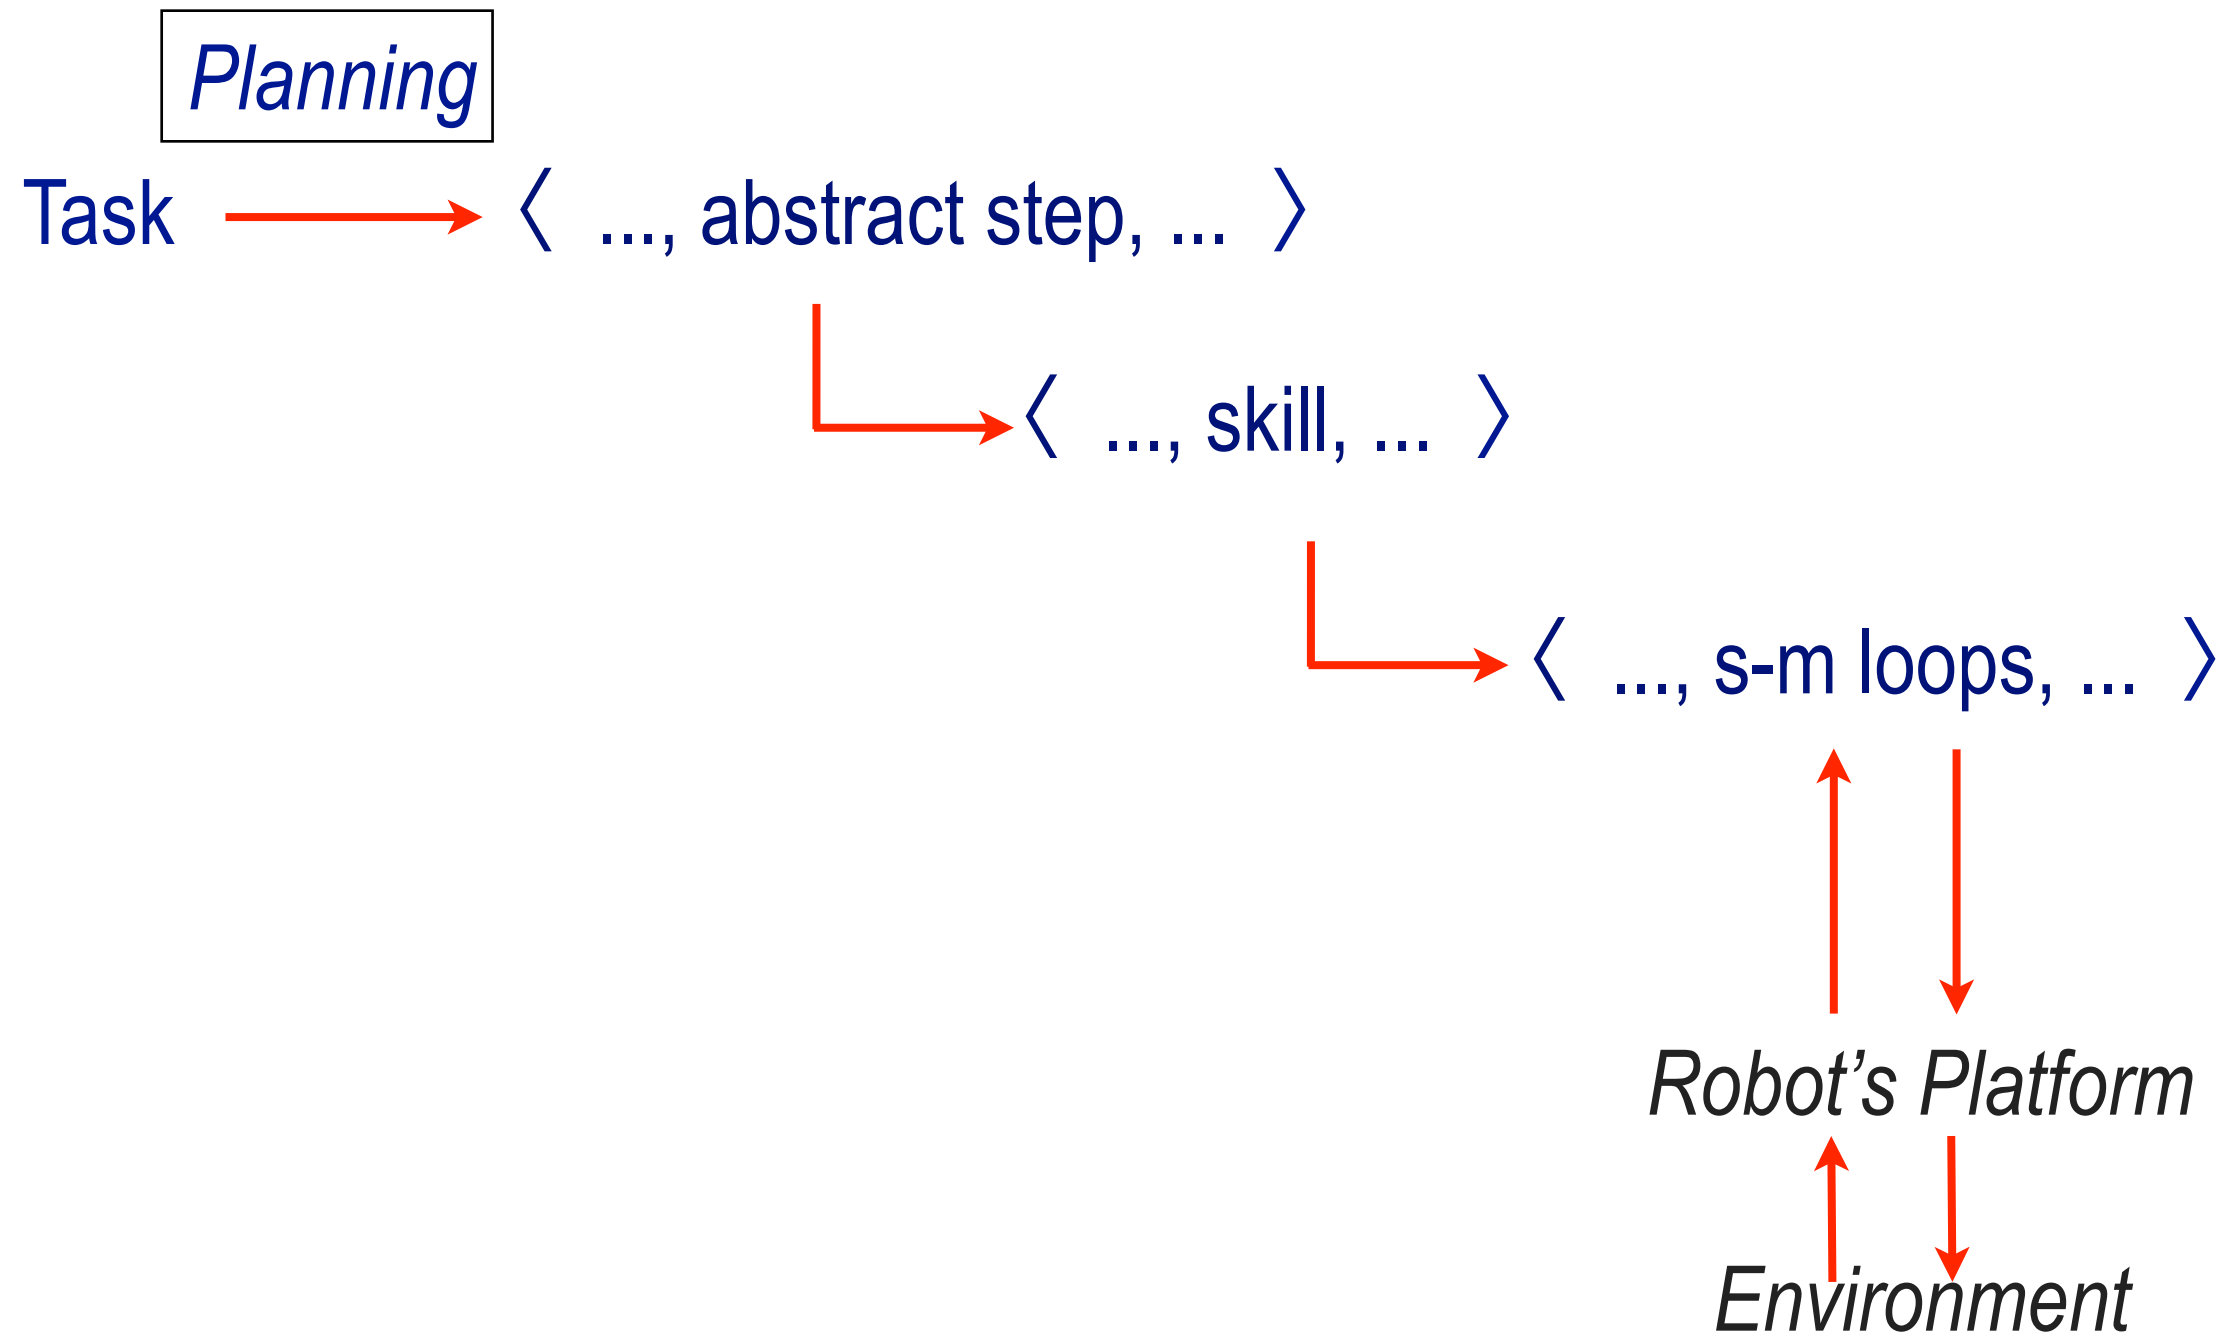 Planning
Task
〈 ..., abstract step, ... 〉
〈 ..., skill, ... 〉
〈 ..., s-m loops, ... 〉
Robot’s Platform
Environment